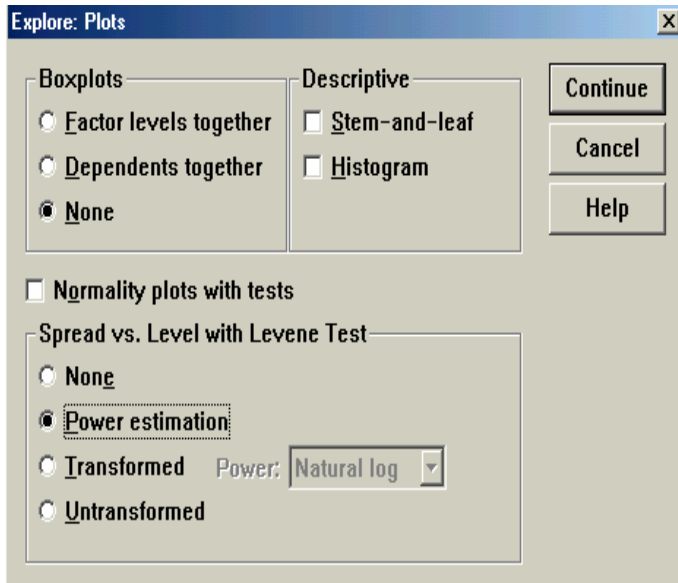 Explore: Plots
Boxplots
Factor levels together
Dependents together
None
Descriptive
Stem-and-leaf
Histogram
Continue
Cancel
Help
Normality plots with tests
Spread vs. Level with Levene Test
None
Power estimation
Transformed Power: Natural log
Untransformed